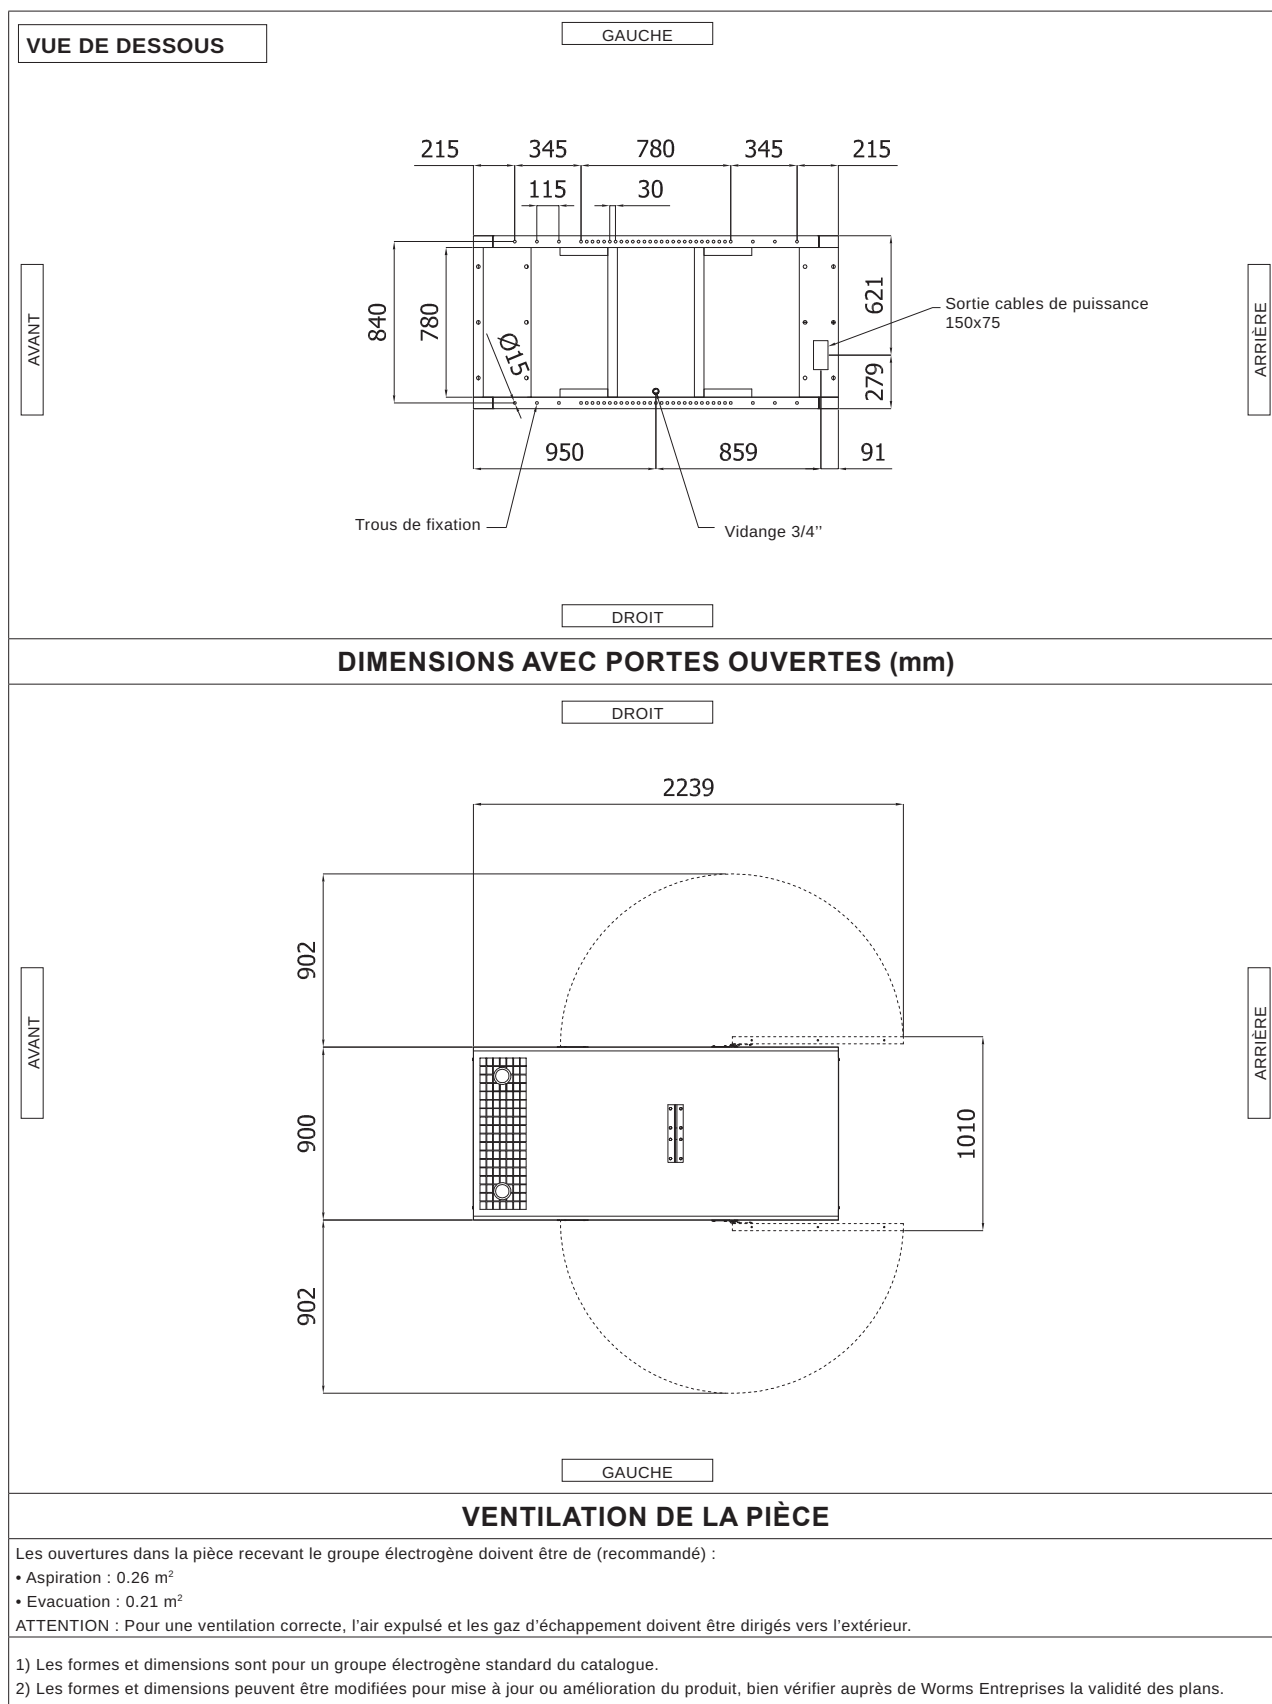 VUE DE DESSOUS
GAUCHE
215 345 780 345 215
115 30
AVANT
840
780
Ø15
621
279
Sortie cables de puissance
150x75
ARRIÈRE
950 859 91
Trous de fixation
Vidange 3/4’’
DROIT
DIMENSIONS AVEC PORTES OUVERTES (mm)
DROIT
2239
902
AVANT
900
1010
ARRIÈRE
902
GAUCHE
VENTILATION DE LA PIÈCE
Les ouvertures dans la pièce recevant le groupe électrogène doivent être de (recommandé) :
• Aspiration : 0.26 m²
• Evacuation : 0.21 m²
ATTENTION : Pour une ventilation correcte, l’air expulsé et les gaz d’échappement doivent être dirigés vers l’extérieur.
1) Les formes et dimensions sont pour un groupe électrogène standard du catalogue.
2) Les formes et dimensions peuvent être modifiées pour mise à jour ou amélioration du produit, bien vérifier auprès de Worms Entreprises la validité des plans.